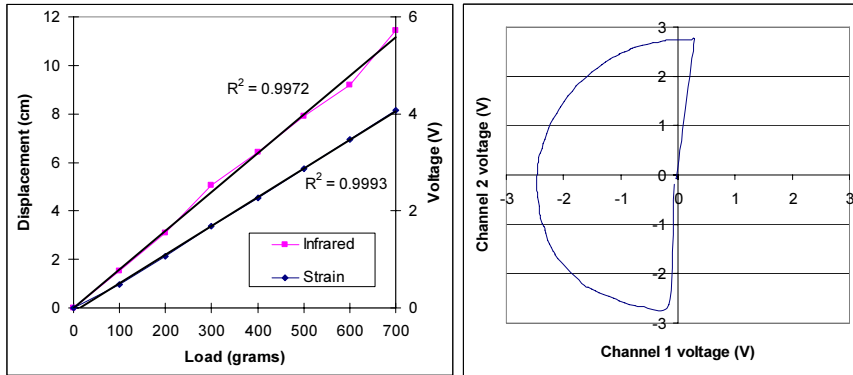 12
10
8
6
4
2
0
Displacement (cm)
R² = 0.9972
R² = 0.9993
Infrared
Strain
6
4
2
0
Voltage (V)
0 100 200 300 400 500 600 700
Load (grams)
3
2
1
0
-1
-2
-3
Channel 2 voltage (V)
-3 -2 -1 0 1 2 3
Channel 1 voltage (V)